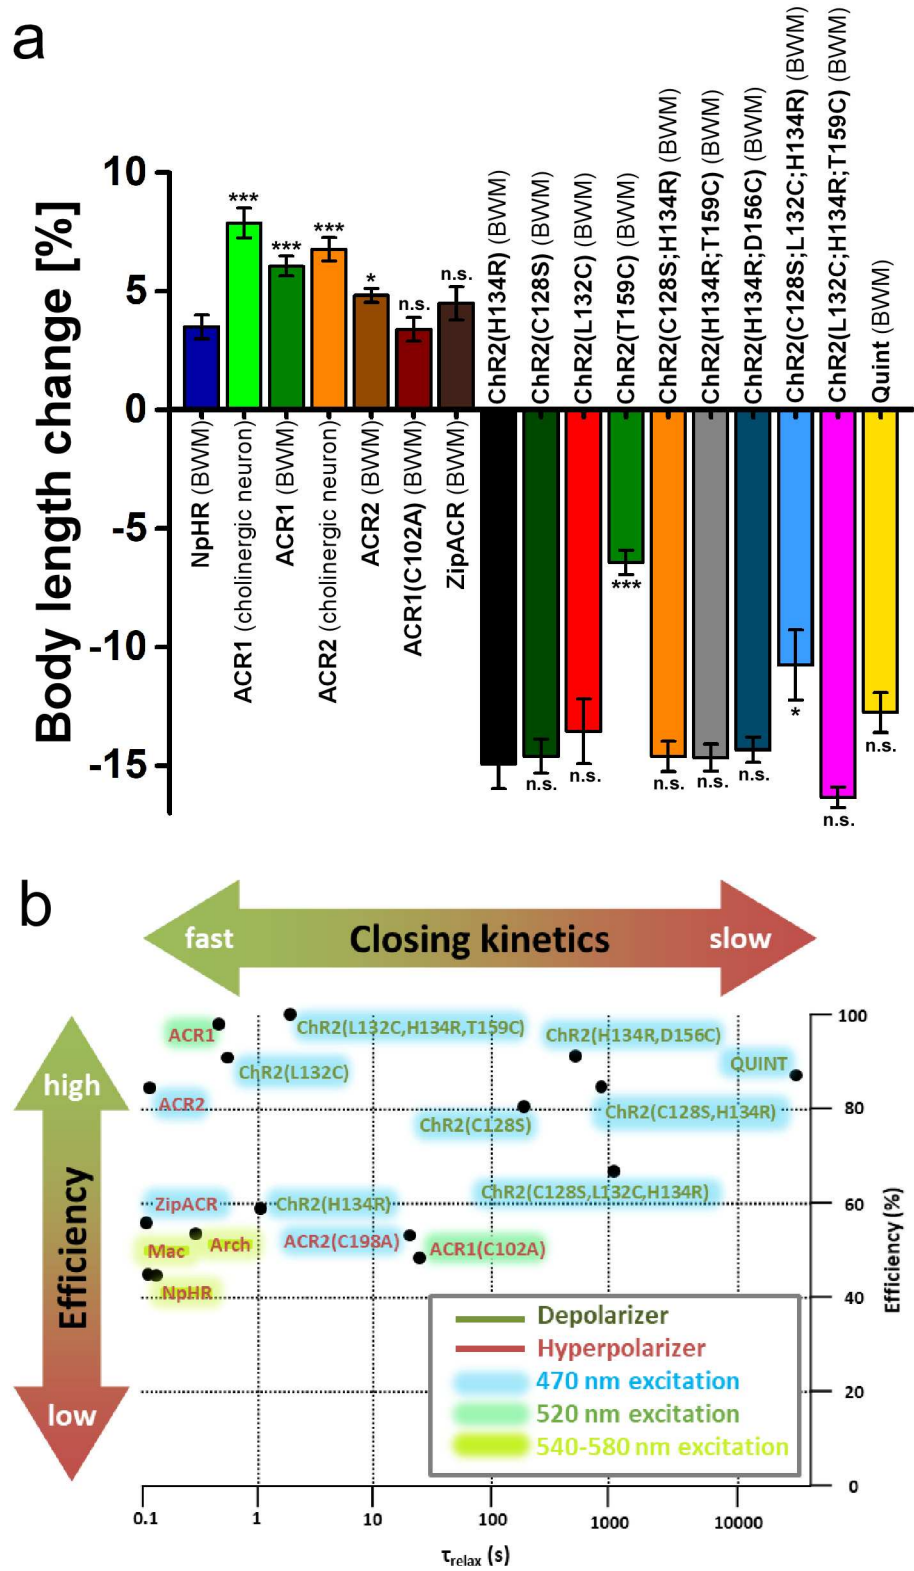 a
Body length change [%]
10
5
0
-5
-10
-15
***
***
***
*
n.s.
n.s.
NpHR (BWM)
ACR1 (cholinergic neuron)
ACR1 (BWM)
ACR2 (cholinergic neuron)
ACR2 (BWM)
ACR1(C102A) (BWM)
ZipACR (BWM)
ChR2(H134R) (BWM)
ChR2(C128S) (BWM)
ChR2(L132C) (BWM)
ChR2(T159C) (BWM)
ChR2(C128S;H134R) (BWM)
ChR2(H134R;T159C) (BWM)
ChR2(H134R;D156C) (BWM)
ChR2(C128S;L132C;H134R) (BWM)
ChR2(L132C;H134R;T159C) (BWM)
Quint (BWM)
n.s.
n.s.
***
n.s.
n.s.
n.s.
*
n.s.
n.s.
b
fast Closing kinetics slow
high
Efficiency
low
ACR1
ChR2(L132C,H134R,T159C)
ChR2(H134R,D156C)
ChR2(L132C)
QUINT
ACR2
ChR2(C128S)
ChR2(C128S,H134R)
ZipACR
ChR2(H134R)
ChR2(C128S,L132C,H134R)
Mac
Arch
ACR2(C198A)
ACR1(C102A)
NpHR
Depolarizer
Hyperpolarizer
470 nm excitation
520 nm excitation
540-580 nm excitation
100
80
60
40
20
0
Efficiency (%)
0.1 1 10 100 1000 10000
τrelax (s)